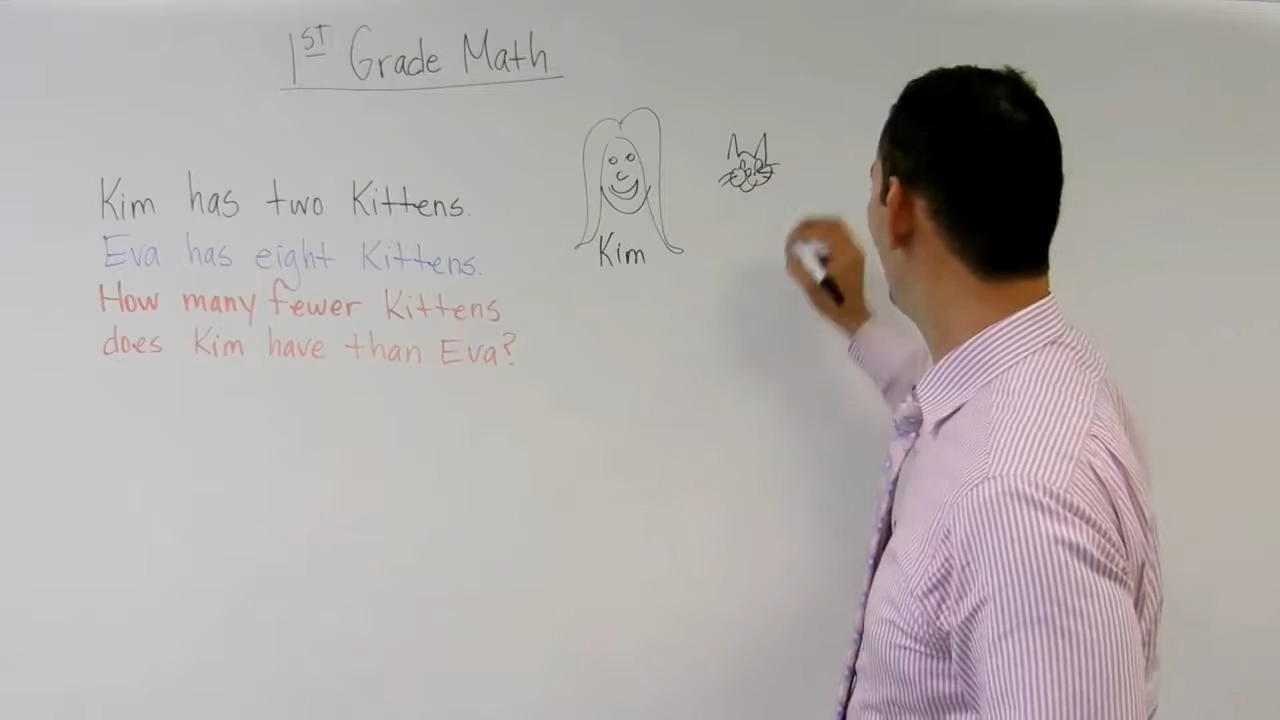 1ST Grade Math
Kim has two Kittens.
Eva has eight Kittens.
How many fewer Kittens
does Kim have than Eva?
Kim